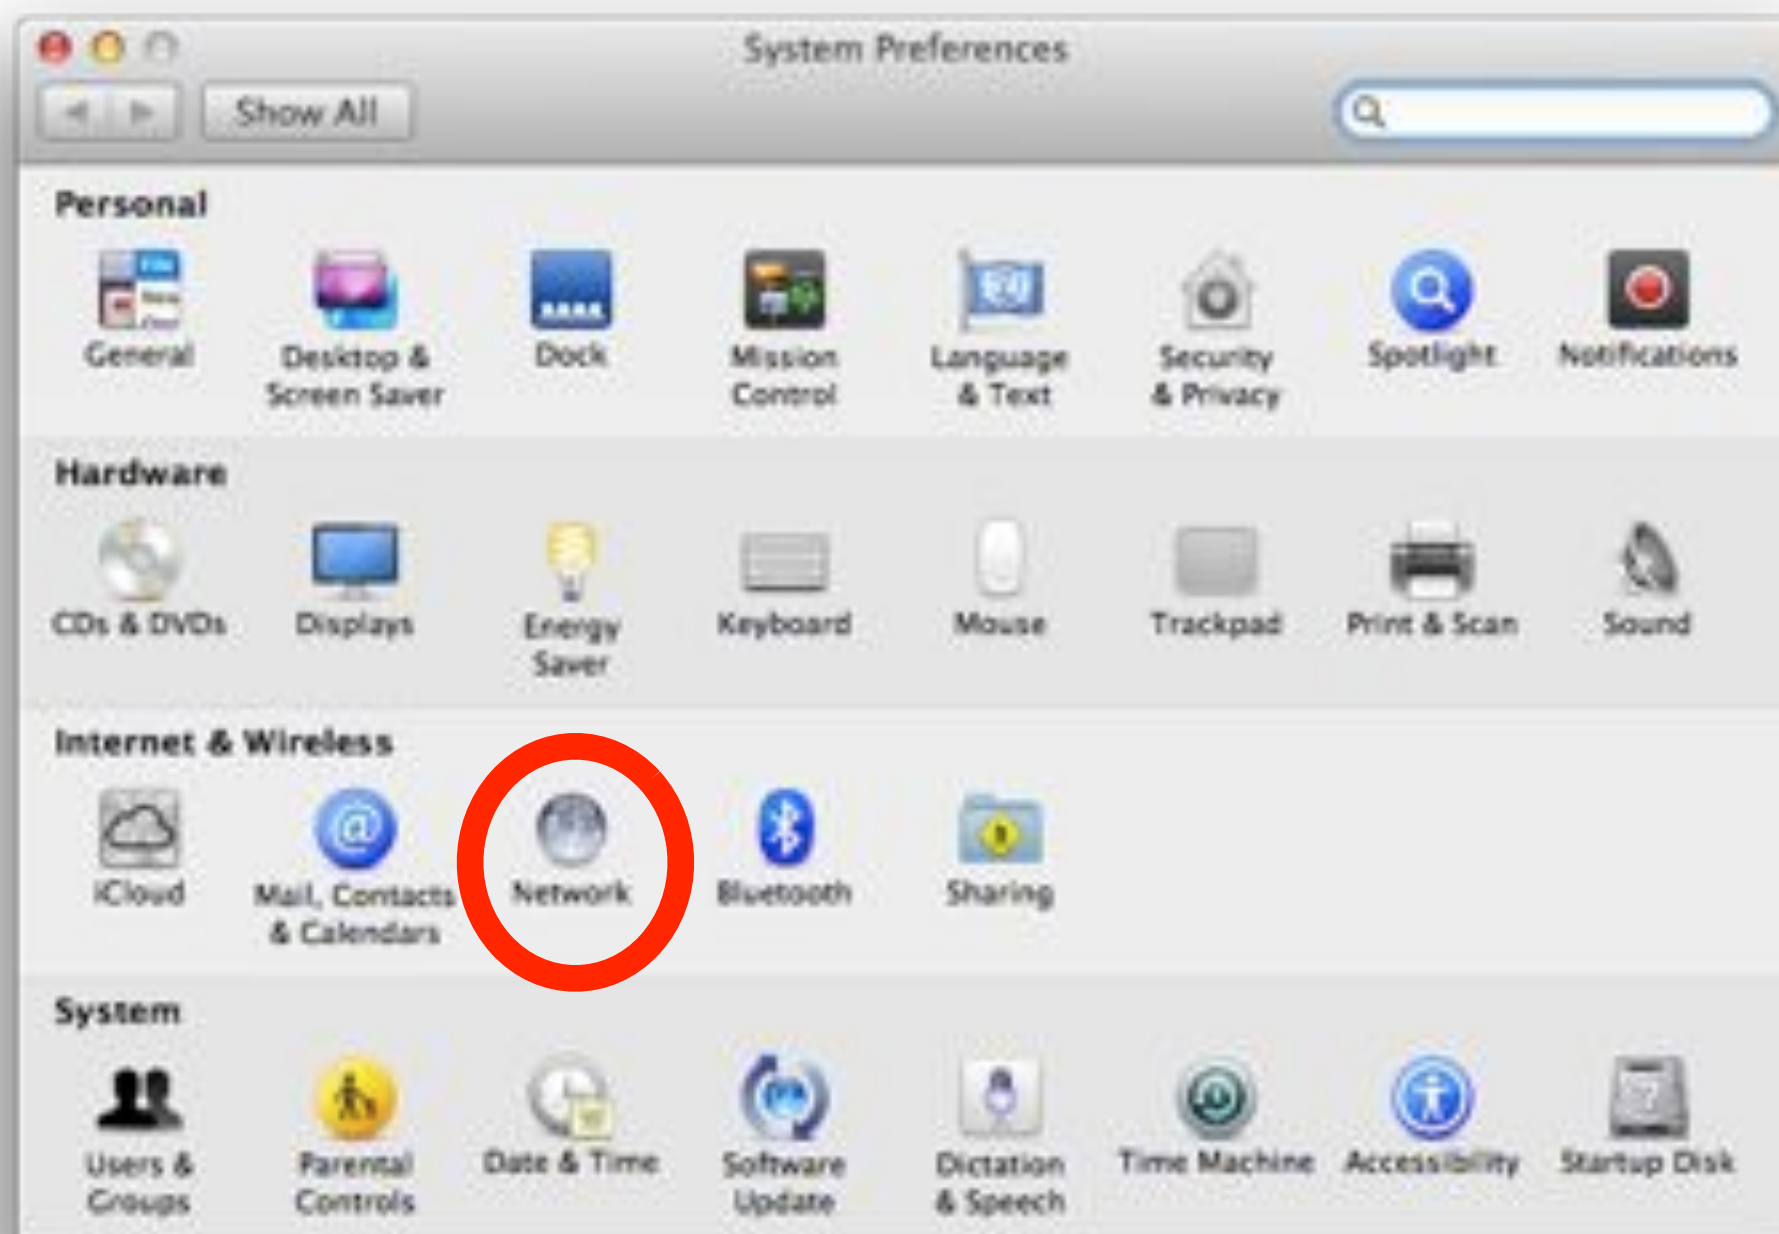 System Preferences
Show All
Personal
General
Desktop &
Screen Saver
Dock
Mission
Control
Language
& Text
Security
& Privacy
Spotlight
Notifications
Hardware
CDs & DVDs
Displays
Energy
Saver
Keyboard
Mouse
Trackpad
Print & Scan
Sound
Internet & Wireless
iCloud
Mail, Contacts
& Calendars
Network
Bluetooth
Sharing
System
Users &
Groups
Parental
Controls
Date & Time
Software
Update
Dictation
& Speech
Time Machine
Accessibility
Startup Disk